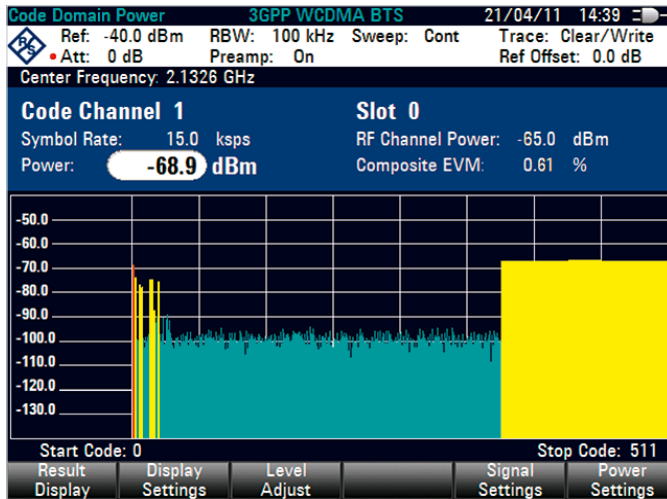 Code Domain Power 3GPP WCDMA BTS 21/04/11 14:39
Ref: -40.0 dBm RBW: 100 kHz Sweep: Cont Trace: Clear/Write
Att: 0 dB Preamp: On Ref Offset: 0.0 dB
Center Frequency: 2.1326 GHz
Code Channel 1 Slot 0
Symbol Rate: 15.0 ksps RF Channel Power: -65.0 dBm
Power: -68.9 dBm Composite EVM: 0.61 %
-50.0
-60.0
-70.0
-80.0
-90.0
-100.0
-110.0
-120.0
-130.0
Start Code: 0 Stop Code: 511
Result Display Level Signal Power
Display Settings Adjust Settings Settings